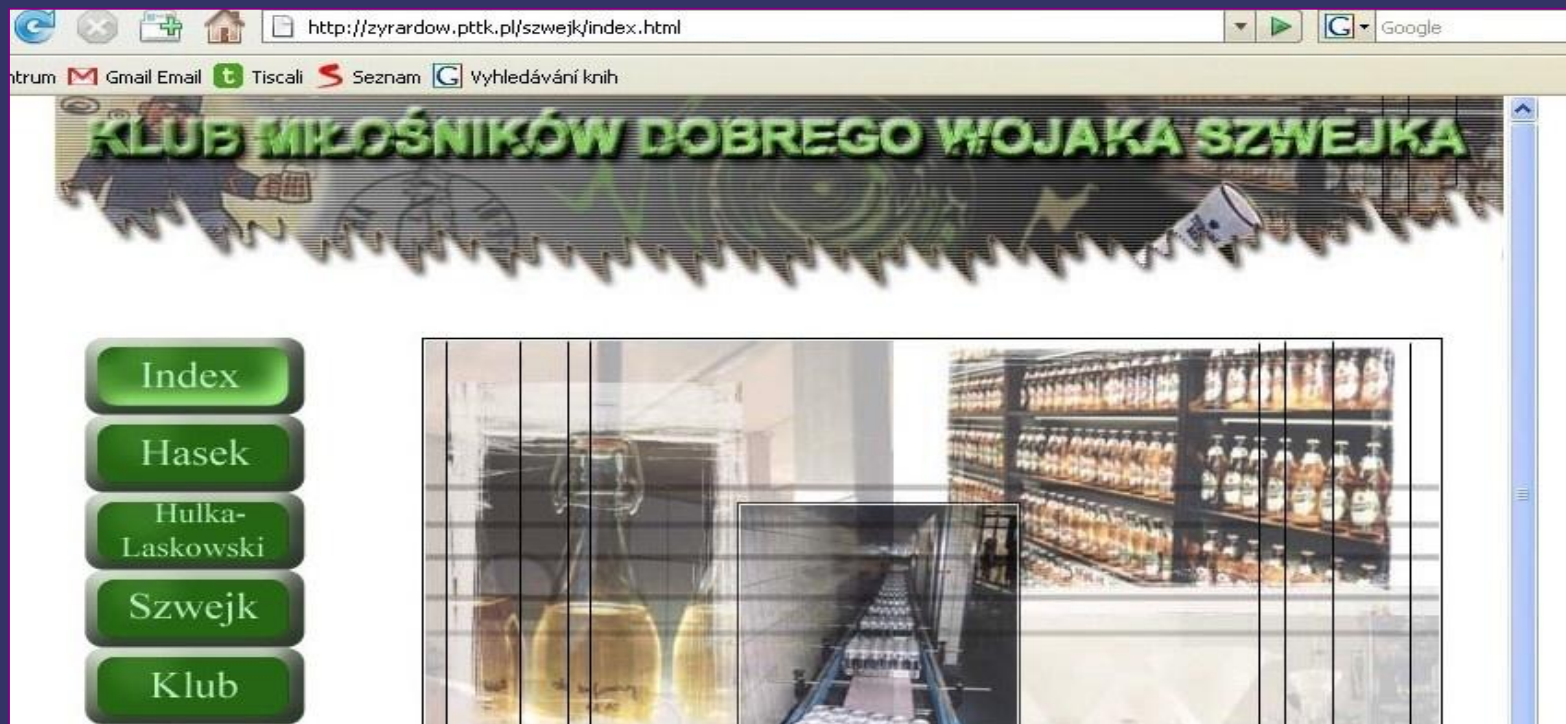 http://zyrardow.pttk.pl/szwejk/index.html
G Google
ntrum Gmail Email t Tiscali Seznam G Vyhledávání knih
KLUB MIŁOŚNIKÓW DOBREGO WOJAKA SZWEJKA
Index
Hasek
Hulka-
Laskowski
Szwejk
Klub